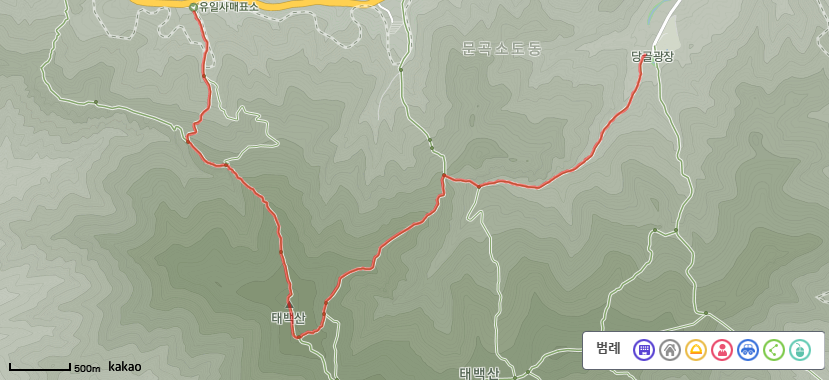 유일사매표소
문곡소도동
당골광장
태백산
태백산
범례
500m kakao